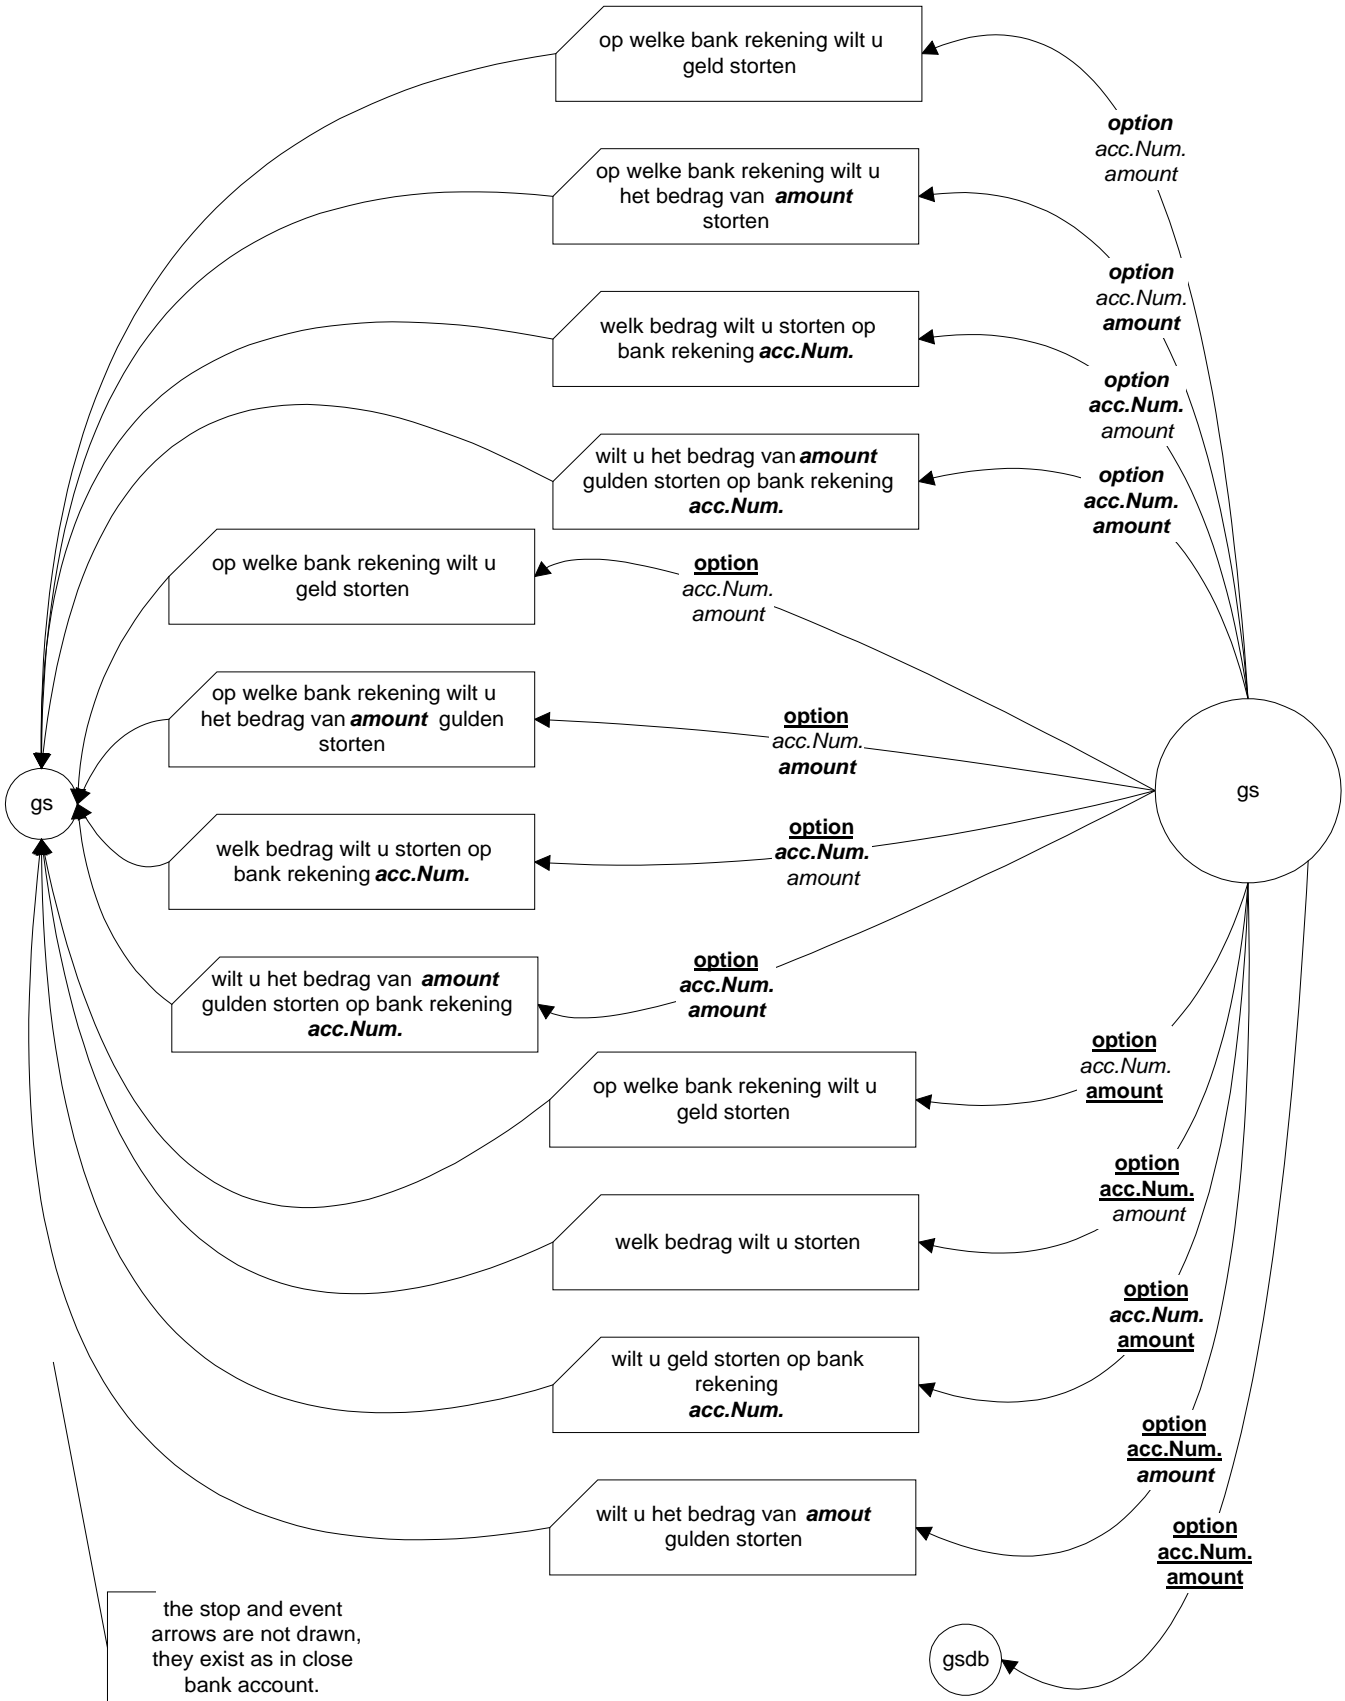 op welke bank rekening wilt u
geld storten
option
acc.Num.
amount
op welke bank rekening wilt u
het bedrag van amount
storten
option
acc.Num.
amount
welk bedrag wilt u storten op
bank rekening acc.Num.
option
acc.Num.
amount
wilt u het bedrag van amount
gulden storten op bank rekening
acc.Num.
option
acc.Num.
amount
op welke bank rekening wilt u
geld storten
option
acc.Num.
amount
op welke bank rekening wilt u
het bedrag van amount gulden
storten
option
acc.Num.
amount
gs
gs
welk bedrag wilt u storten op
bank rekening acc.Num.
option
acc.Num.
amount
wilt u het bedrag van amount
gulden storten op bank rekening
acc.Num.
option
acc.Num.
amount
op welke bank rekening wilt u
geld storten
option
acc.Num.
amount
welk bedrag wilt u storten
option
acc.Num.
amount
wilt u geld storten op bank
rekening
acc.Num.
option
acc.Num.
amount
wilt u het bedrag van amout
gulden storten
option
acc.Num.
amount
option
acc.Num.
amount
the stop and event
arrows are not drawn,
they exist as in close
bank account.
gsdb